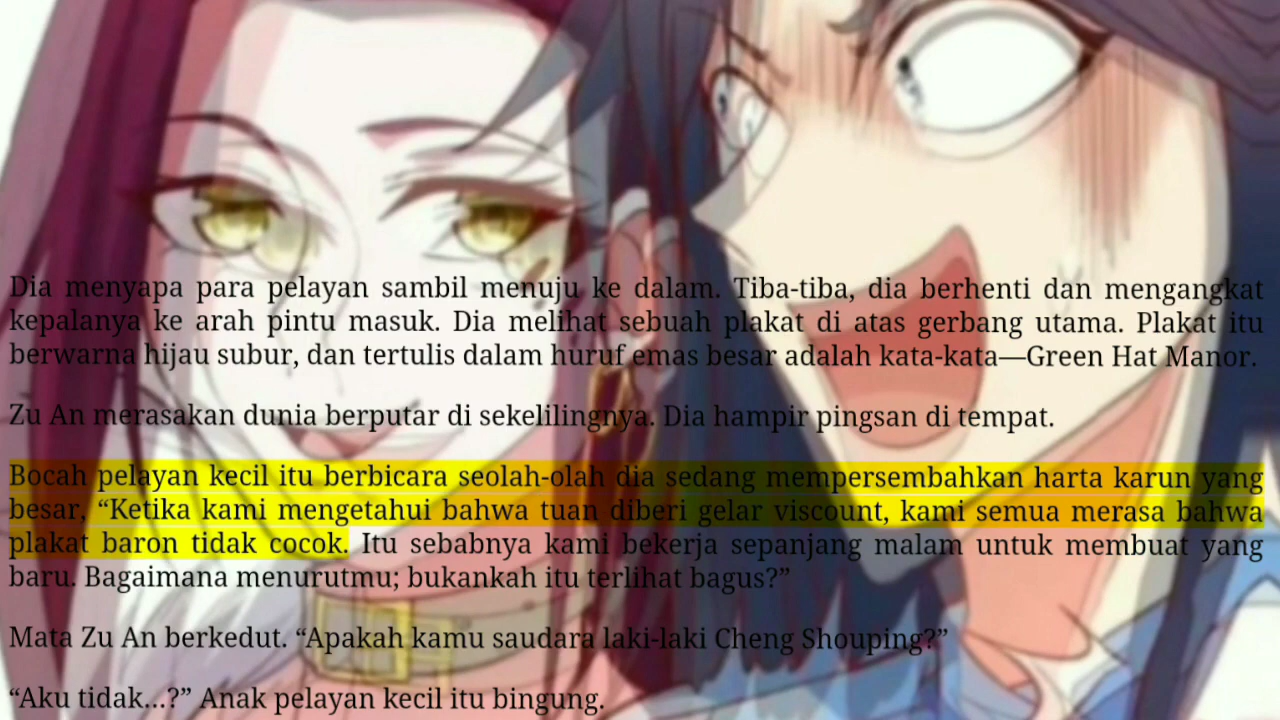 Dia menyapa para pelayan sambil menuju ke dalam. Tiba-tiba, dia berhenti dan mengangkat
kepalanya ke arah pintu masuk. Dia melihat sebuah plakat di atas gerbang utama. Plakat itu
berwarna hijau subur, dan tertulis dalam huruf emas besar adalah kata-kata—Green Hat Manor.
Zu An merasakan dunia berputar di sekelilingnya. Dia hampir pingsan di tempat.
Bocah pelayan kecil itu berbicara seolah-olah dia sedang mempersembahkan harta karun yang
besar, “Ketika kami mengetahui bahwa tuan diberi gelar viscount, kami semua merasa bahwa
plakat baron tidak cocok. Itu sebabnya kami bekerja sepanjang malam untuk membuat yang
baru. Bagaimana menurutmu; bukankah itu terlihat bagus?”
Mata Zu An berkedut. “Apakah kamu saudara laki-laki Cheng Shouping?”
“Aku tidak...?” Anak pelayan kecil itu bingung.